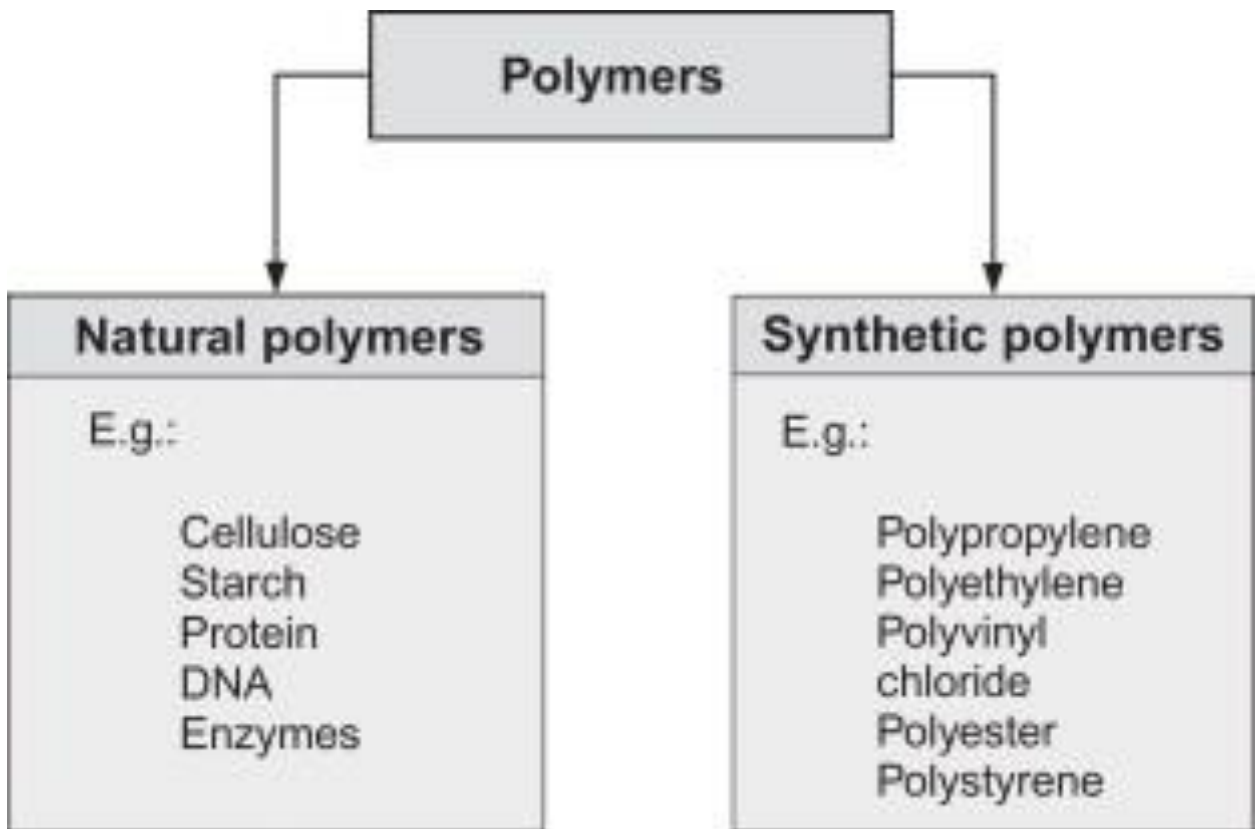 Polymers
Natural polymers
E.g.:
Cellulose
Starch
Protein
DNA
Enzymes
Synthetic polymers
E.g.:
Polypropylene
Polyethylene
Polyvinyl
chloride
Polyester
Polystyrene